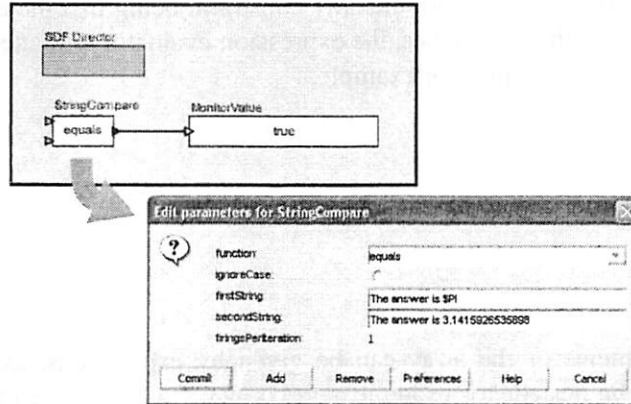 SDF Director
StringCompare
equals
MonitorValue
true
Edit parameters for StringCompare
function:
equals
ignoreCase:
firstString:
The answer is $PI
secondString:
The answer is 3.1415926535898
firingsPerIteration:
1
Commit
Add
Remove
Preferences
Help
Cancel